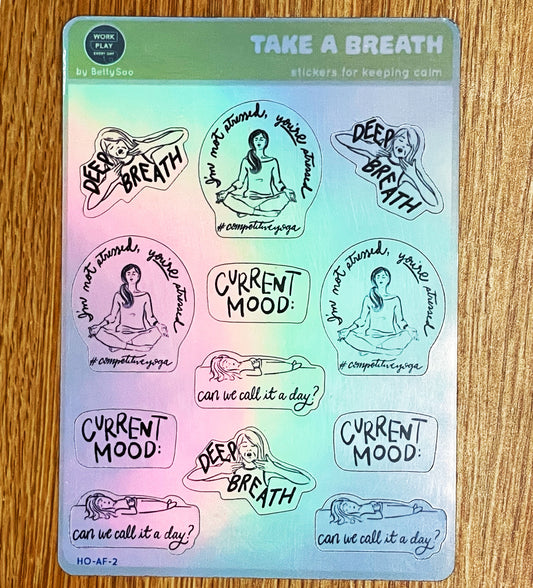 WORK
PLAY
EVERY DAY
by BettySoo
TAKE A BREATH
stickers for keeping calm
DEEP
BREATH
I'm not stressed, you're stressed
#competitiveyoga
DEEP
BREATH
I'm not stressed, you're stressed
#competitiveyoga
CURRENT
MOOD:
I'm not stressed, you're stressed
#competitiveyoga
can we call it a day?
CURRENT
MOOD:
DEEP
BREATH
CURRENT
MOOD:
can we call it a day?
can we call it a day?
HO-AF-2